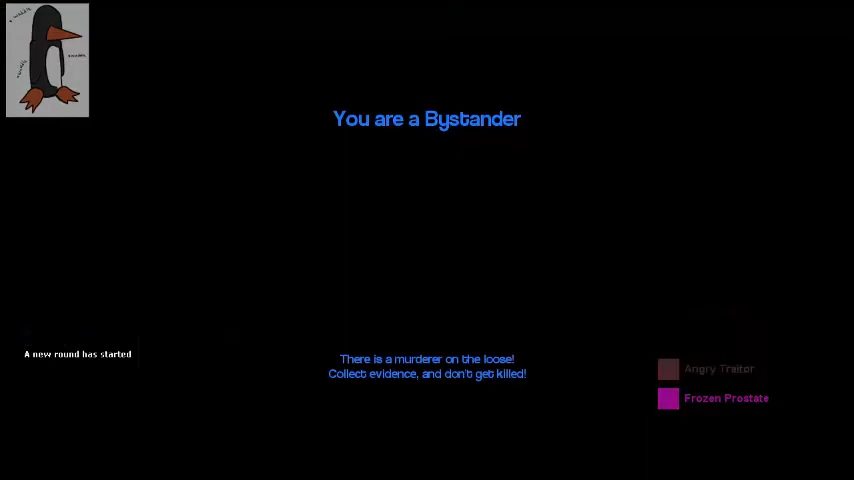 You are a Bystander
A new round has started
There is a murderer on the loose!
Collect evidence, and don't get killed!
Angry Traitor
Frozen Prostate